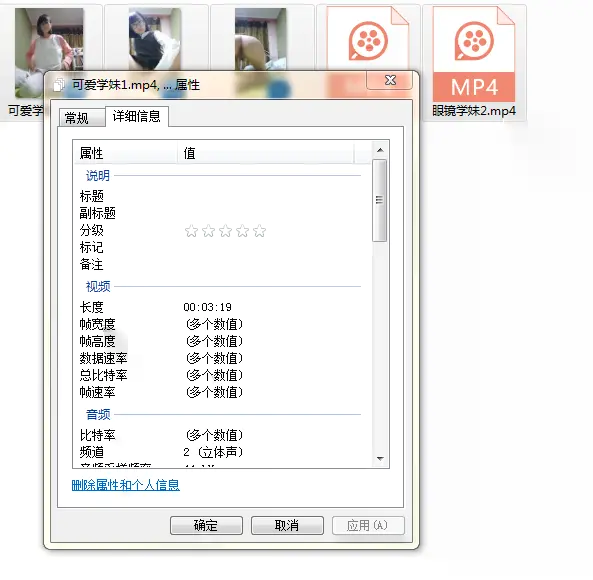 MP4
可爱学
眼镜学妹2.mp4
可爱学妹1.mp4, ... 属性
常规
详细信息
属性 值
说明
标题
副标题
分级
标记
备注
视频
长度 00:03:19
帧宽度 (多个数值)
帧高度 (多个数值)
数据速率 (多个数值)
总比特率 (多个数值)
帧速率 (多个数值)
音频
比特率 (多个数值)
频道 2 (立体声)
删除属性和个人信息
确定 取消 应用(A)